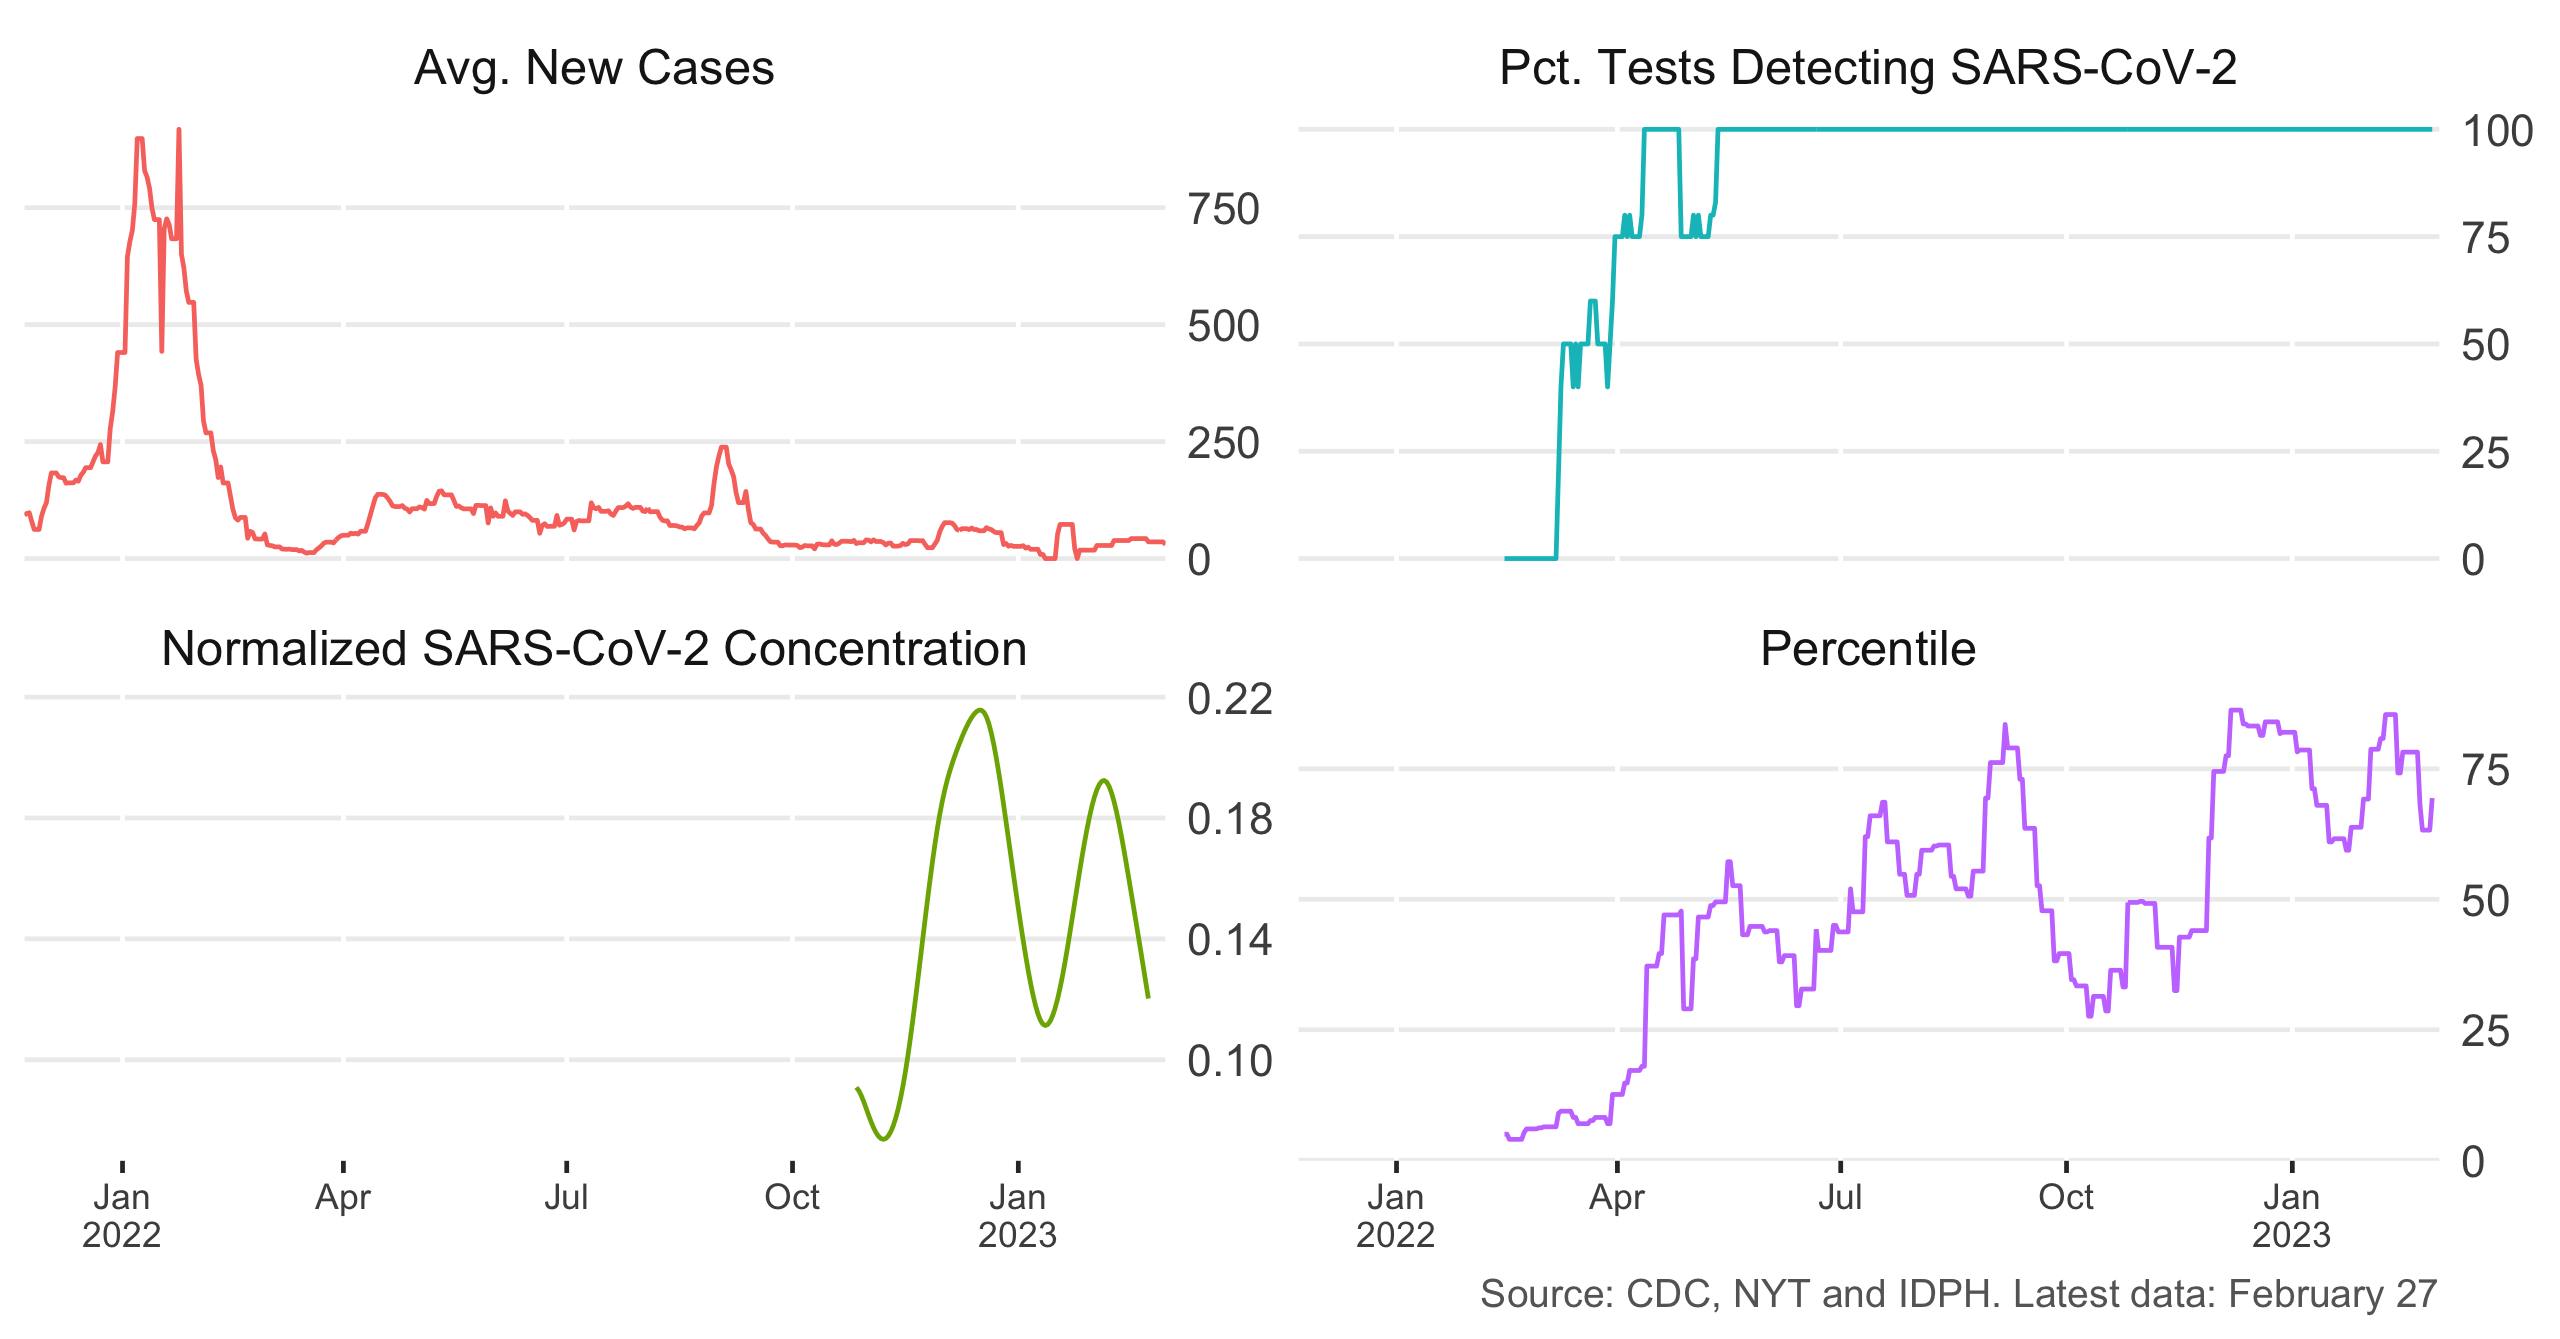 Avg. New Cases
750
500
250
0
Pct. Tests Detecting SARS-CoV-2
100
75
50
25
0
Normalized SARS-CoV-2 Concentration
0.22
0.18
0.14
0.10
Jan
2022
Apr
Jul
Oct
Jan
2023
Percentile
75
50
25
0
Jan
2022
Apr
Jul
Oct
Jan
2023
Source: CDC, NYT and IDPH. Latest data: February 27